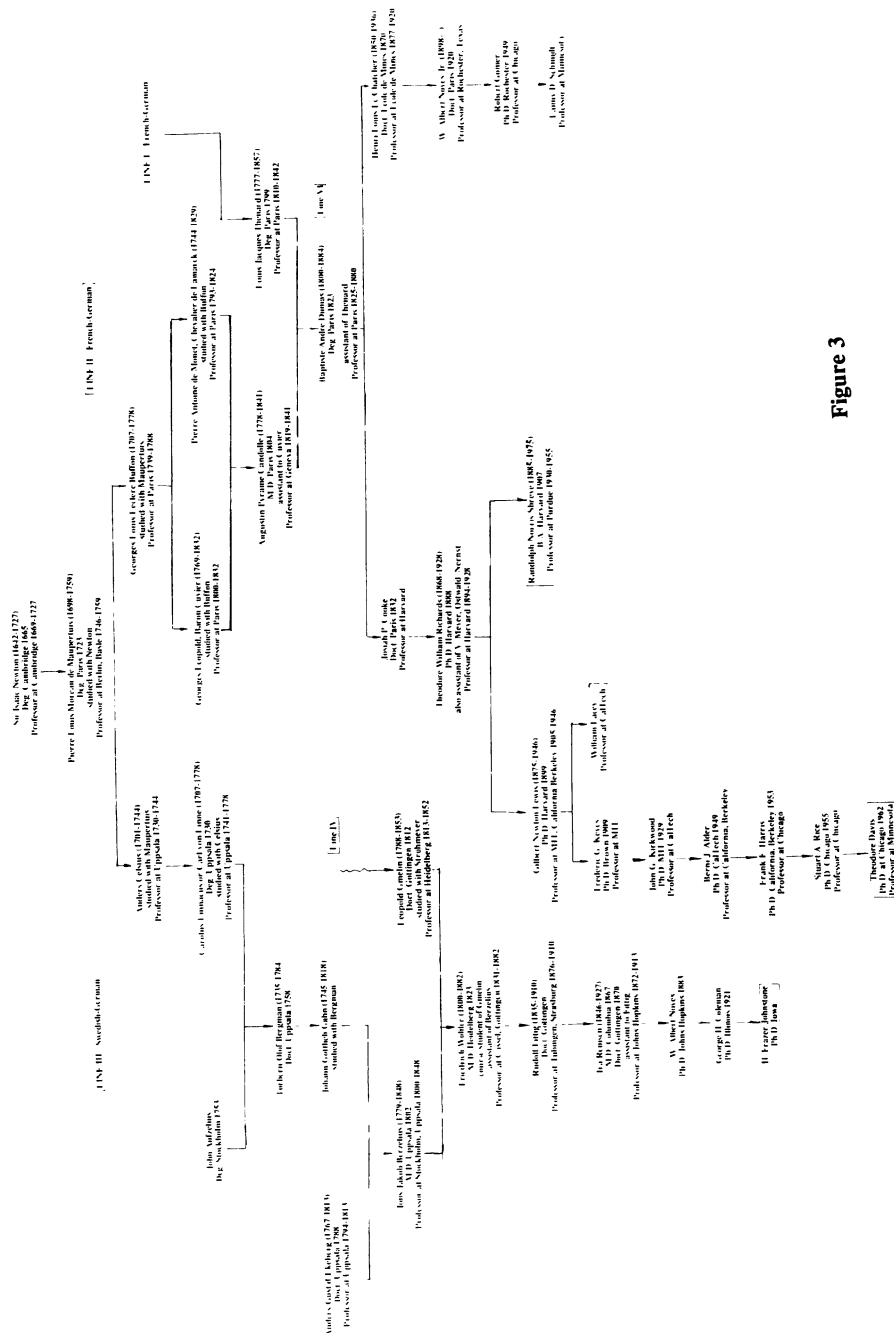 Sir Isaac Newton (1642-1727)
Deg Cambridge 1665
Professor at Cambridge 1669-1727
Pierre Louis Moreau de Maupertuis (1698-1759)
Deg Paris 1723
studied with Newton
Professor at Berlin, Basle 1746-1759
LINE III Swedish-German
[LINE II French-German
LINE I French-German
Anders Celsius (1701-1744)
studied with Maupertuis
Professor at Uppsala 1730-1744
Georges Louis Leclerc Buffon (1707-1778)
studied with Maupertuis
Professor at Paris 1739-1788
Carolus Linnaeus or Carl von Linne (1707-1778)
Deg Uppsala 1730
studied with Celsius
Professor at Uppsala 1741-1778
Georges Leopold, Baron Cuvier (1769-1832)
studied with Buffon
Professor at Paris 1800-1832
Pierre Antoine de Monet, Chevalier de Lamarck (1744-1829)
studied with Buffon
Professor at Paris 1793-1824
John
Deg Stockholm 1753
Torbern Olof Bergman (1735-1784
Doct Uppsala 1758
Augustin Pyrame Candolle (1778-1841)
M D Paris 1804
assistant to Cuvier
Professor at Geneva 1819-1841
Louis Jacques Thenard (1777-1857)
Deg Paris 1799
Professor at Paris 1810-1842
Johann Gottlieb Gahn (1745-1818)
studied with Bergman
[Line IV
Baptiste Andre Dumas (1800-1884)
Deg Paris 1823
assistant of Thenard
Professor at Paris 1825-1880
[Line V
Anders Gustaf Ekeberg (1767-1813)
Doct Uppsala 1788
Professor at Uppsala 1794-1813
Jons Jakob Berzelius (1779-1848)
M D Uppsala 1802
Professor at Stockholm, Uppsala 1800-1848
Leopold Gmelin (1788-1853)
Doct Gottingen 1812
studied with Strohmeyer
Professor at Heidelberg 1813-1852
Josiah P Cooke
Doct Paris 1832
Professor at Harvard
Henri Louis Le Chatelier (1850-1936)
Doct Ecole de Mines 1870
Professor at Ecole de Mines 1877-1920
Friedrich Wohler (1800-1882)
M D Heidelberg 1823
student of Gmelin
assistant of Berzelius
Professor at Cassel, Gottingen 1831-1882
Theodore William Richards (1868-1928)
Ph D Harvard 1888
also assistant of V Meyer, Ostwald Nernst
Professor at Harvard 1894-1928
W Albert Noyes Jr (1898- )
Doct Paris 1920
Professor at Rochester, Texas
Rudolf Fittig (1835-1910)
Doct Gottingen
Professor at Tubingen, Strasburg 1876-1910
Gilbert Newton Lewis (1875-1946)
Ph D Harvard 1899
Professor at MIT, California Berkeley 1905-1946
[Randolph Norris Shreve (1885-1975)
B A Harvard 1907
Professor at Purdue 1930-1955
Robert Gomer
Ph D Rochester 1949
Professor at Chicago
Ira Remsen (1846-1927)
M D Columbia 1867
Doct Gottingen 1870
assistant to Fittig
Professor at Johns Hopkins 1872-1913
Frederic G Keyes
Ph D Brown 1909
Professor at MIT
William Lacey
Professor at CalTech
Lanny D Schmidt
Professor at Minnesota
W Albert Noyes
Ph D Johns Hopkins 1883
John G Kirkwood
Ph D MIT 1929
Professor at CalTech
George H Coleman
Ph D Illinois 1921
Berni J Alder
Ph D CalTech 1949
Professor at California, Berkeley
H Frazer Johnstone
Ph D Iowa
Frank E Harris
Ph D California, Berkeley 1953
Professor at Chicago
Stuart A Rice
Ph D Chicago 1955
Professor at Chicago
Theodore Davis
Ph D at Chicago 1962
Professor at Minnesota
Figure 3